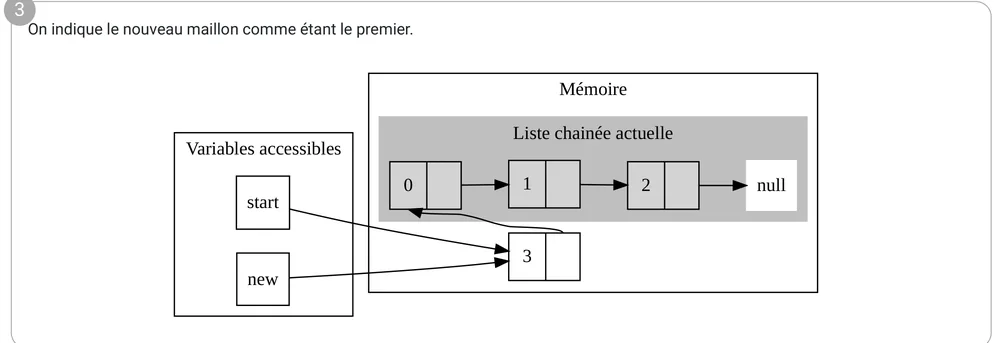 3
On indique le nouveau maillon comme étant le premier.
Mémoire
Liste chainée actuelle
Variables accessibles
0
1
2
null
start
3
new